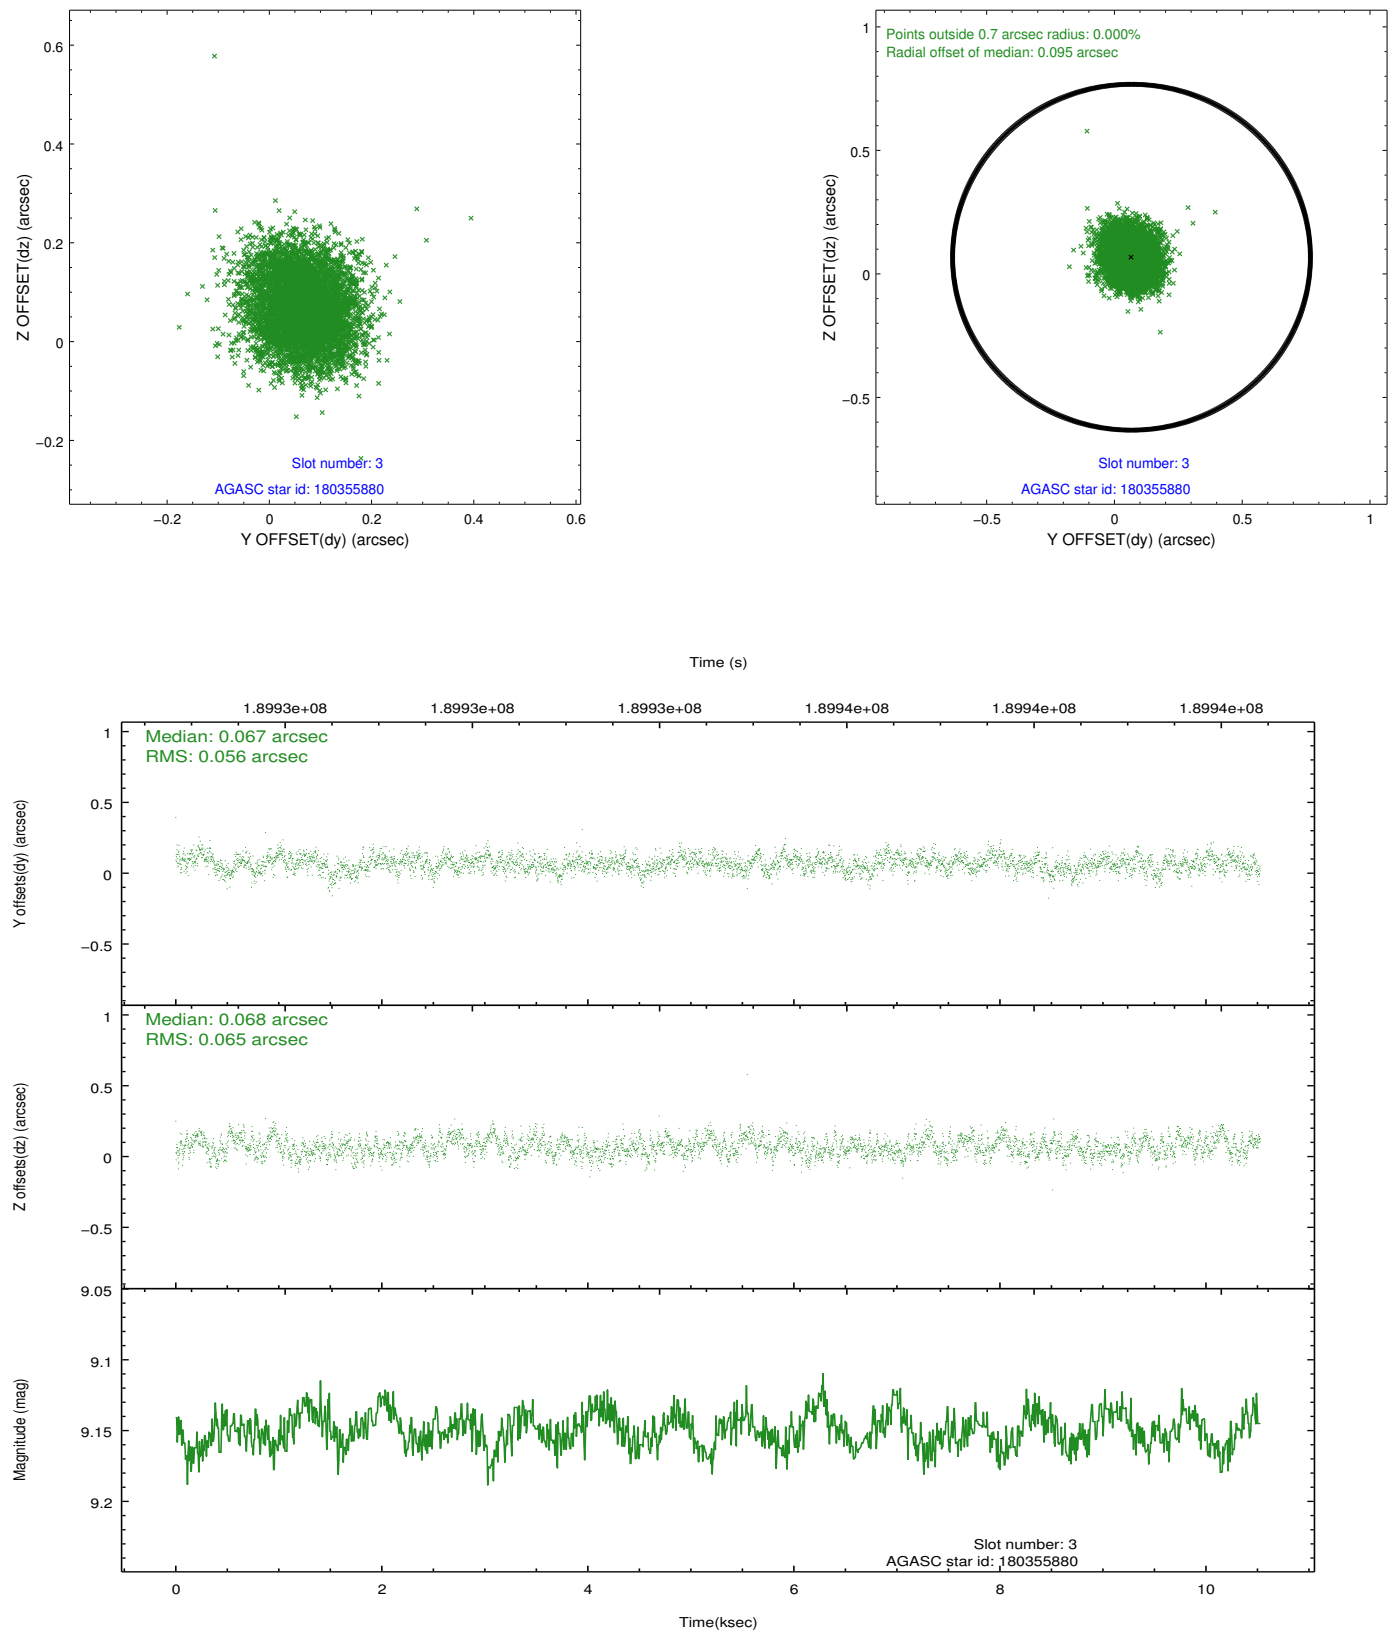 0.6
0.4
0.2
0
−0.2
−0.2
0
0.2
0.4
0.6
Z OFFSET(dz) (arcsec)
Y OFFSET(dy) (arcsec)
Slot number: 3
AGASC star id: 180355880
Points outside 0.7 arcsec radius: 0.000%
Radial offset of median: 0.095 arcsec
1
0.5
0
−0.5
−0.5
0
0.5
1
Z OFFSET(dz) (arcsec)
Y OFFSET(dy) (arcsec)
Slot number: 3
AGASC star id: 180355880
Time (s)
1.8993e+08
1.8993e+08
1.8993e+08
1.8994e+08
1.8994e+08
1.8994e+08
Median: 0.067 arcsec
RMS: 0.056 arcsec
1
0.5
0
−0.5
Y offsets(dy) (arcsec)
Median: 0.068 arcsec
RMS: 0.065 arcsec
1
0.5
0
−0.5
Z offsets(dz) (arcsec)
9.05
9.1
9.15
9.2
Magnitude (mag)
Slot number: 3
AGASC star id: 180355880
0
2
4
6
8
10
Time(ksec)